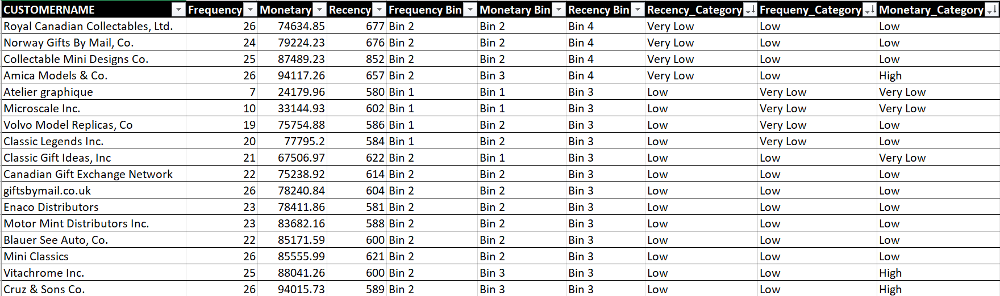 CUSTOMERNAME Frequency Monetary Recency Frequency Bin Monetary Bin Recency Bin Recency_Category Frequeny_Category Monetary_Category
Royal Canadian Collectables, Ltd. 26 74634.85 677 Bin 2 Bin 2 Bin 4 Very Low Low Low
Norway Gifts By Mail, Co. 24 79224.23 676 Bin 2 Bin 2 Bin 4 Very Low Low Low
Collectable Mini Designs Co. 25 87489.23 852 Bin 2 Bin 2 Bin 4 Very Low Low Low
Amica Models & Co. 26 94117.26 657 Bin 2 Bin 3 Bin 4 Very Low Low High
Atelier graphique 7 24179.96 580 Bin 1 Bin 1 Bin 3 Low Very Low Very Low
Microscale Inc. 10 33144.93 602 Bin 1 Bin 1 Bin 3 Low Very Low Very Low
Volvo Model Replicas, Co 19 75754.88 586 Bin 1 Bin 2 Bin 3 Low Very Low Low
Classic Legends Inc. 20 77795.2 584 Bin 1 Bin 2 Bin 3 Low Very Low Low
Classic Gift Ideas, Inc 21 67506.97 622 Bin 2 Bin 1 Bin 3 Low Low Very Low
Canadian Gift Exchange Network 22 75238.92 614 Bin 2 Bin 2 Bin 3 Low Low Low
giftsbymail.co.uk 26 78240.84 604 Bin 2 Bin 2 Bin 3 Low Low Low
Enaco Distributors 23 78411.86 581 Bin 2 Bin 2 Bin 3 Low Low Low
Motor Mint Distributors Inc. 23 83682.16 588 Bin 2 Bin 2 Bin 3 Low Low Low
Blauer See Auto, Co. 22 85171.59 600 Bin 2 Bin 2 Bin 3 Low Low Low
Mini Classics 26 85555.99 621 Bin 2 Bin 2 Bin 3 Low Low Low
Vitachrome Inc. 25 88041.26 600 Bin 2 Bin 3 Bin 3 Low Low High
Cruz & Sons Co. 26 94015.73 589 Bin 2 Bin 3 Bin 3 Low Low High